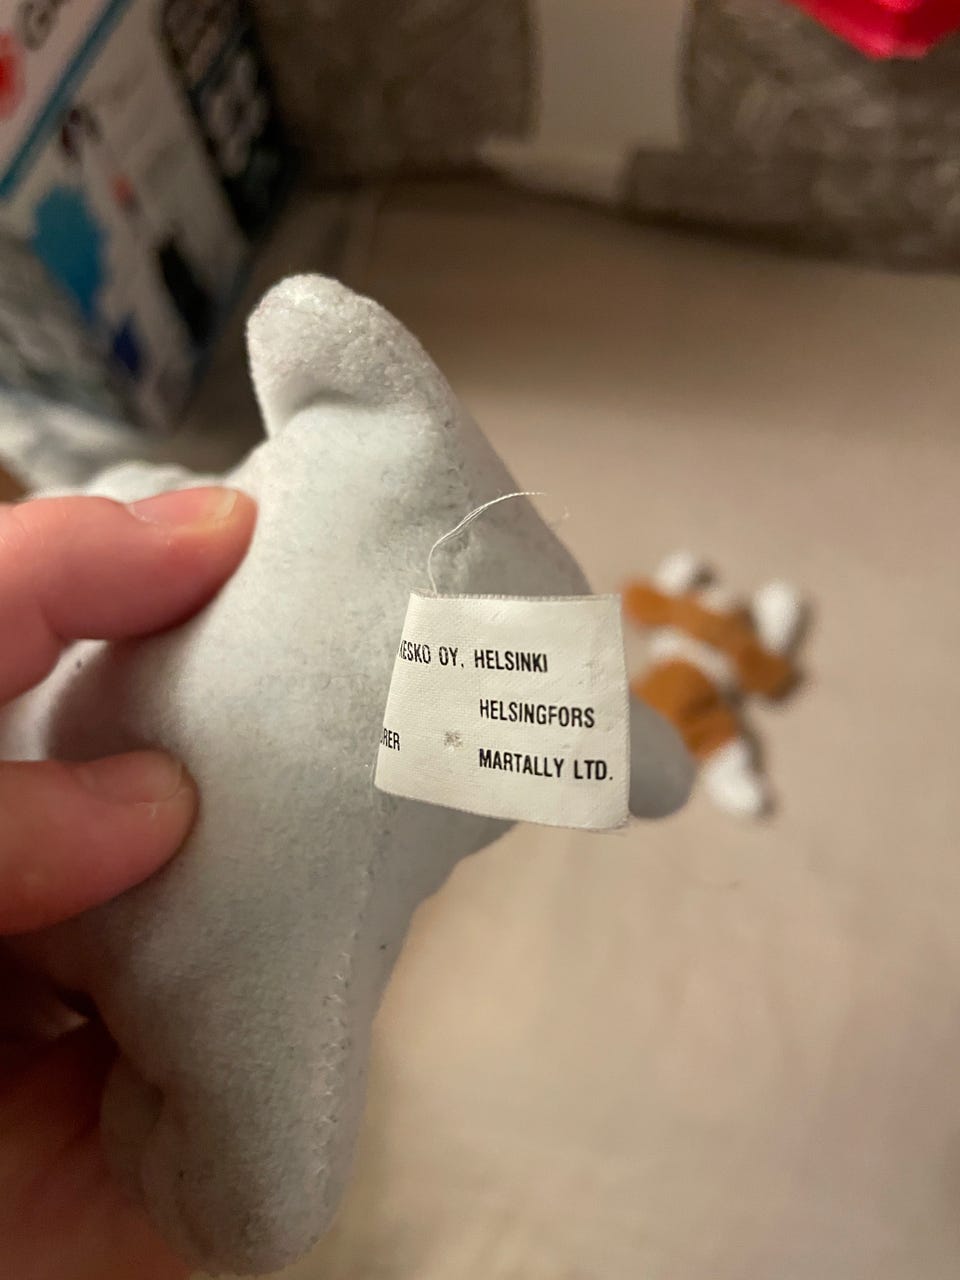 KESKO OY, HELSINKI
HELSINGFORS
MARTALLY LTD.